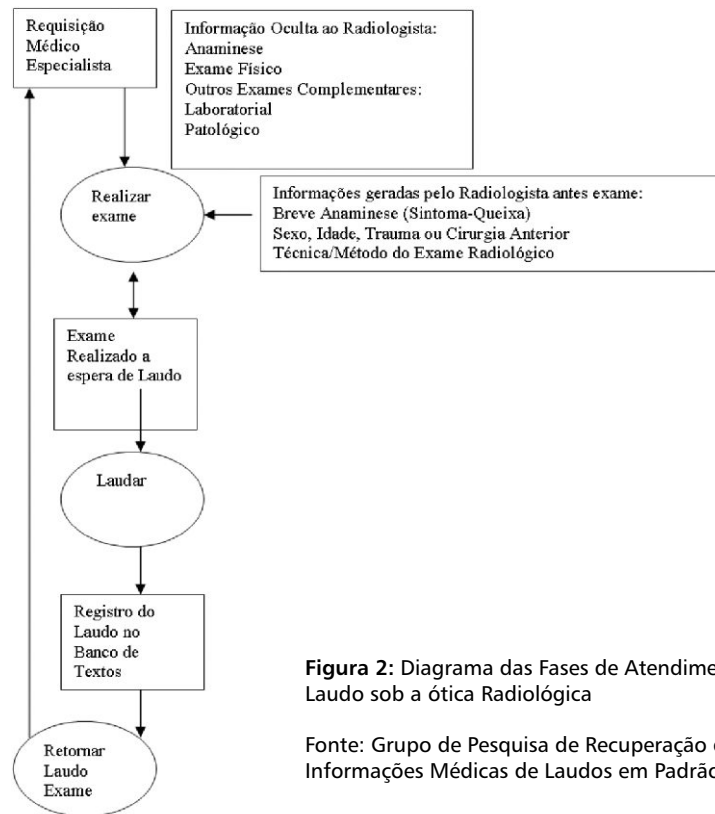 Requisição
Médico
Especialista
Informação Oculta ao Radiologista:
Anaminese
Exame Físico
Outros Exames Complementares:
Laboratorial
Patológico
Realizar
exame
Informações geradas pelo Radiologista antes exame:
Breve Anaminese (Sintoma-Queixa)
Sexo, Idade, Trauma ou Cirurgia Anterior
Técnica/Método do Exame Radiológico
Exame
Realizado a
espera de Laudo
Laudar
Registro do
Laudo no
Banco de
Textos
Retornar
Laudo
Exame
Figura 2: Diagrama das Fases de Atendime
Laudo sob a ótica Radiológica
Fonte: Grupo de Pesquisa de Recuperação
Informações Médicas de Laudos em Padrão